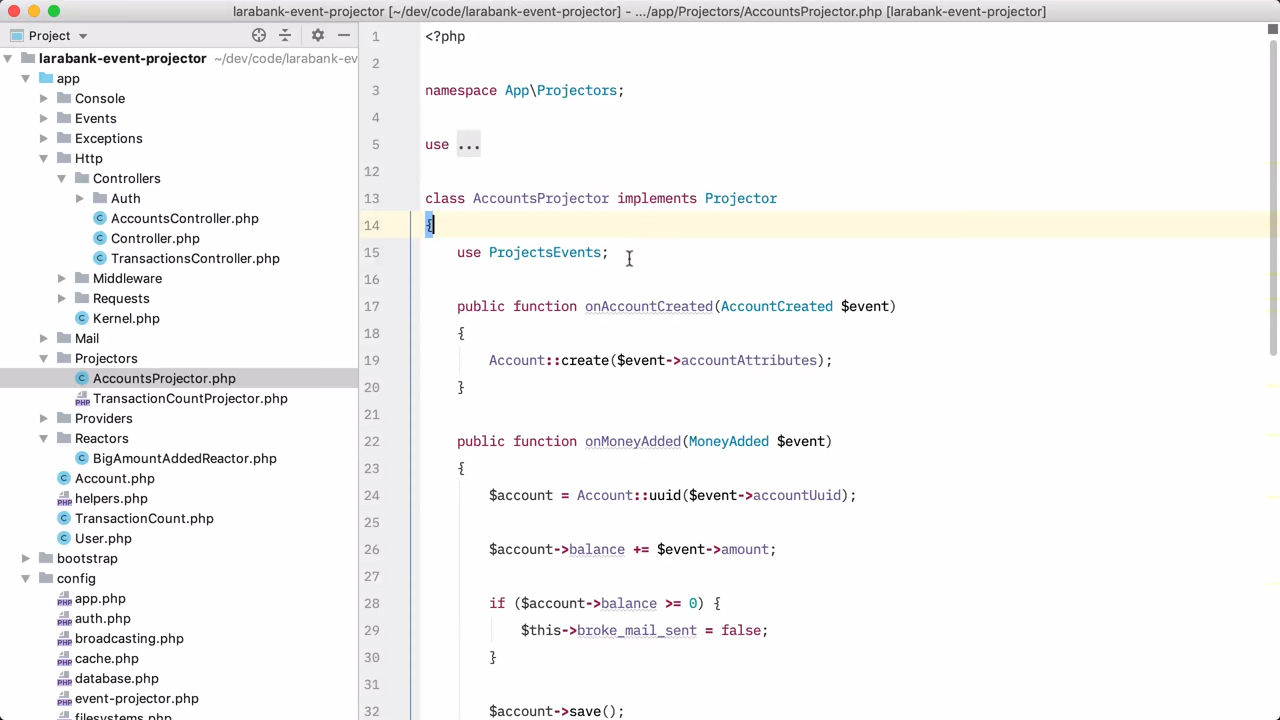 larabank-event-projector [~/dev/code/larabank-event-projector] - .../app/Projectors/AccountsProjector.php [larabank-event-projector]
Project
larabank-event-projector ~/dev/code/larabank-ev
app
Console
Events
Exceptions
Http
Controllers
Auth
AccountsController.php
Controller.php
TransactionsController.php
Middleware
Requests
Kernel.php
Mail
Projectors
AccountsProjector.php
TransactionCountProjector.php
Providers
Reactors
BigAmountAddedReactor.php
Account.php
helpers.php
TransactionCount.php
User.php
bootstrap
config
app.php
auth.php
broadcasting.php
cache.php
database.php
event-projector.php
filesystems.php
1 <?php
2
3 namespace App\Projectors;
4
5 use ...
12
13 class AccountsProjector implements Projector
14 {
15 use ProjectsEvents;
16
17 public function onAccountCreated(AccountCreated $event)
18 {
19 Account::create($event->accountAttributes);
20 }
21
22 public function onMoneyAdded(MoneyAdded $event)
23 {
24 $account = Account::uuid($event->accountUuid);
25
26 $account->balance += $event->amount;
27
28 if ($account->balance >= 0) {
29 $this->broke_mail_sent = false;
30 }
31
32 $account->save();